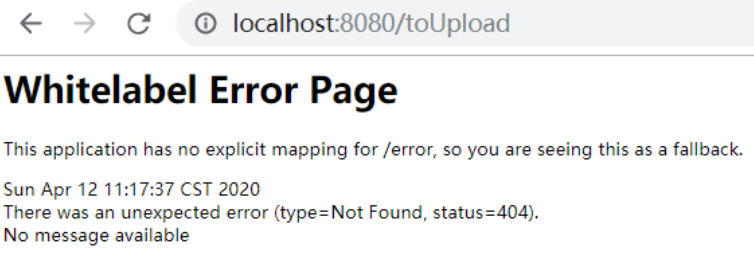 localhost:8080/toUpload
Whitelabel Error Page
This application has no explicit mapping for /error, so you are seeing this as a fallback.
Sun Apr 12 11:17:37 CST 2020
There was an unexpected error (type=Not Found, status=404).
No message available